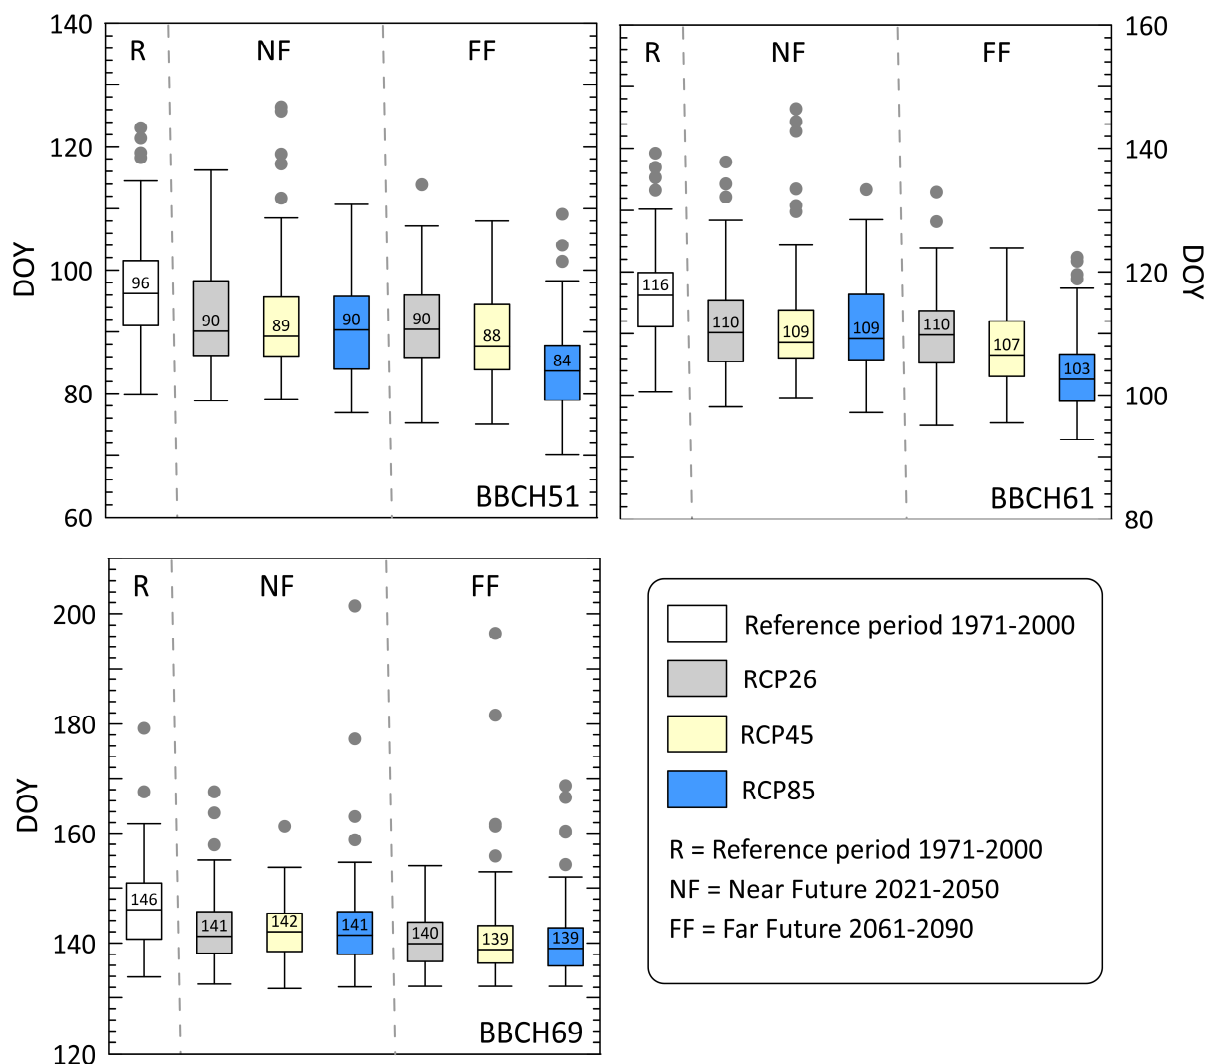 140
120
100
80
60
DOY
R
NF
FF
96
90
89
90
90
88
84
BBCH51
R
NF
FF
116
110
109
109
110
107
103
BBCH61
160
140
120
100
80
DOY
200
180
160
140
120
DOY
R
NF
FF
146
141
142
141
140
139
139
BBCH69
Reference period 1971-2000
RCP26
RCP45
RCP85
R = Reference period 1971-2000
NF = Near Future 2021-2050
FF = Far Future 2061-2090